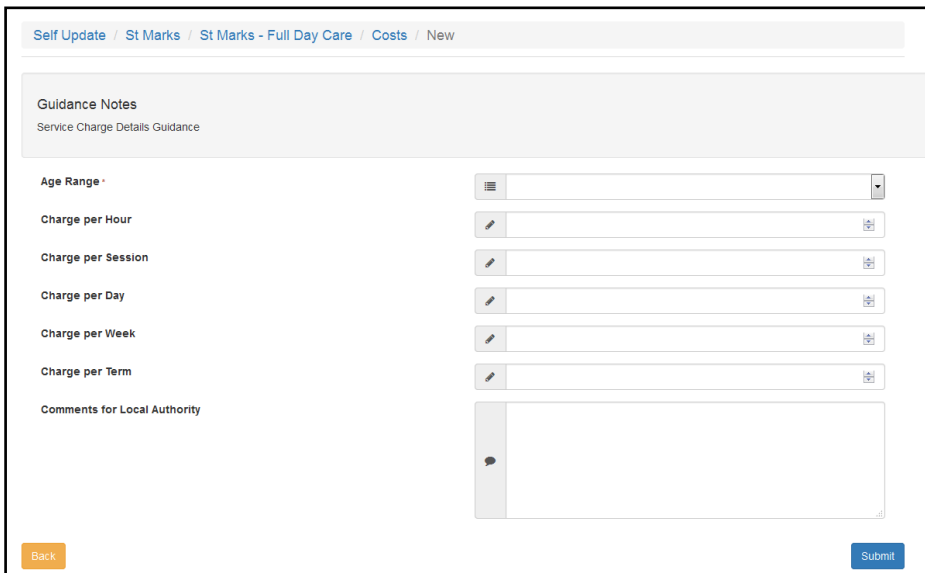 Self Update / St Marks / St Marks - Full Day Care / Costs / New
Guidance Notes
Service Charge Details Guidance
Age Range *
Charge per Hour
Charge per Session
Charge per Day
Charge per Week
Charge per Term
Comments for Local Authority
Back
Submit